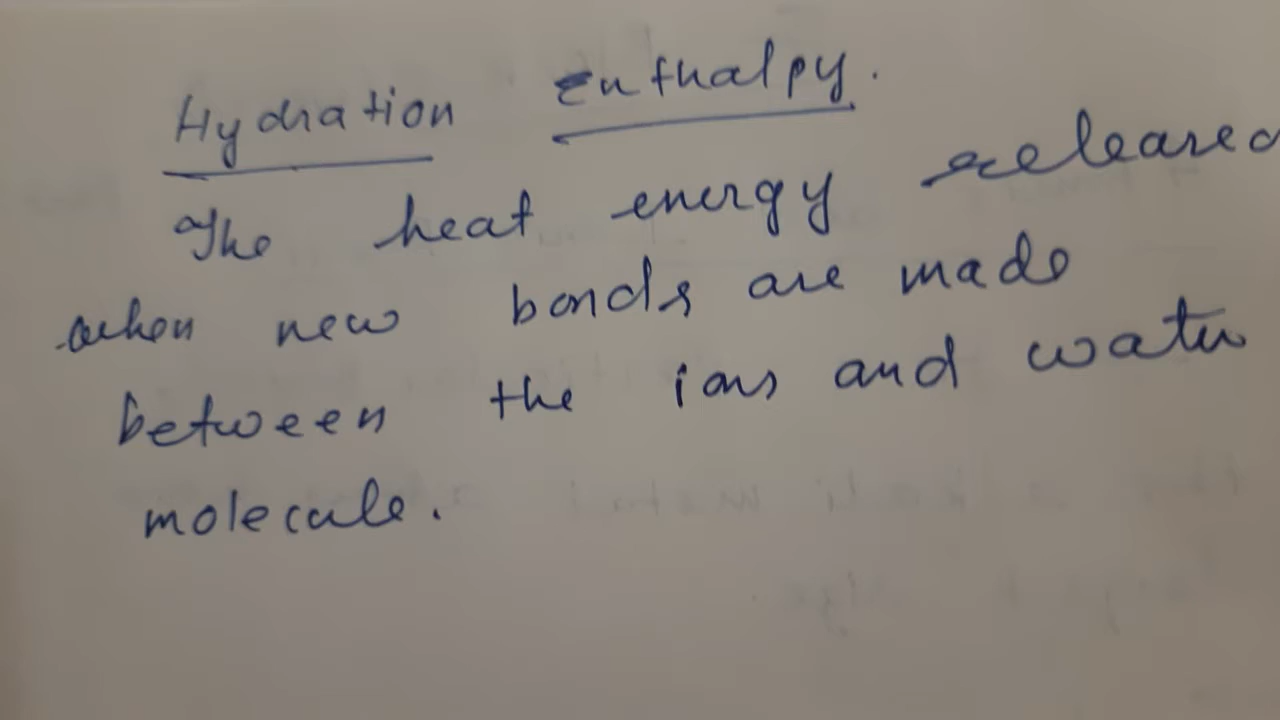 Hydration Enthalpy.
The heat energy released
when new bonds are made
between the ions and water
molecule.